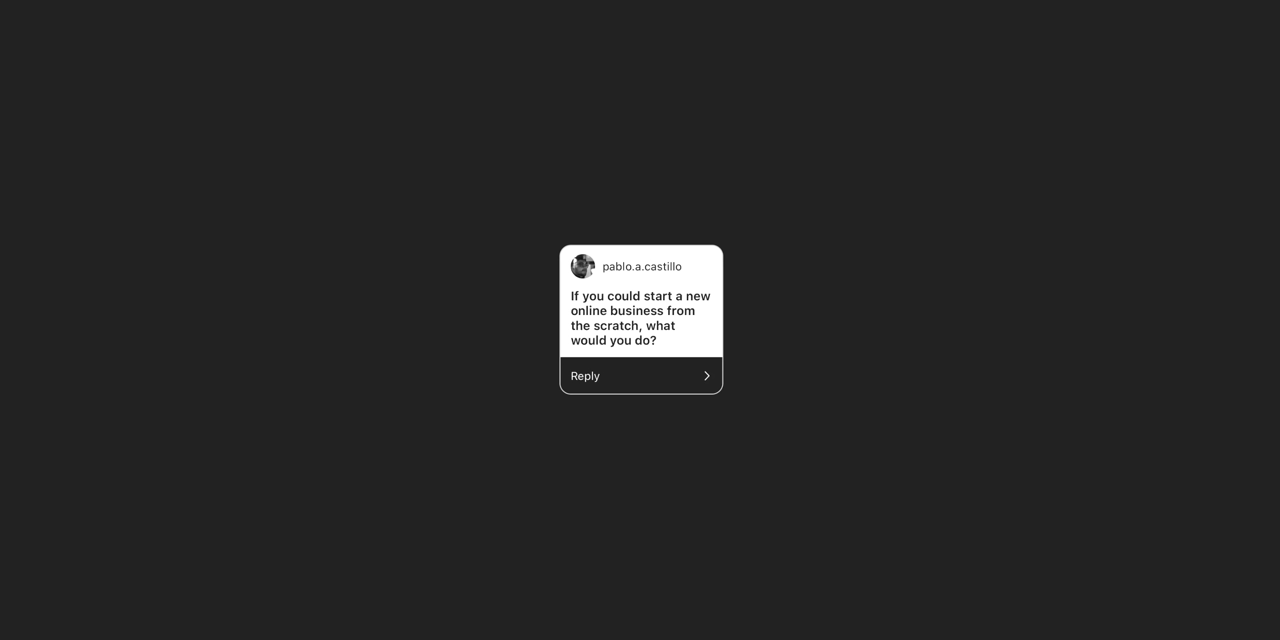 pablo.a.castillo
If you could start a new
online business from
the scratch, what
would you do?
Reply